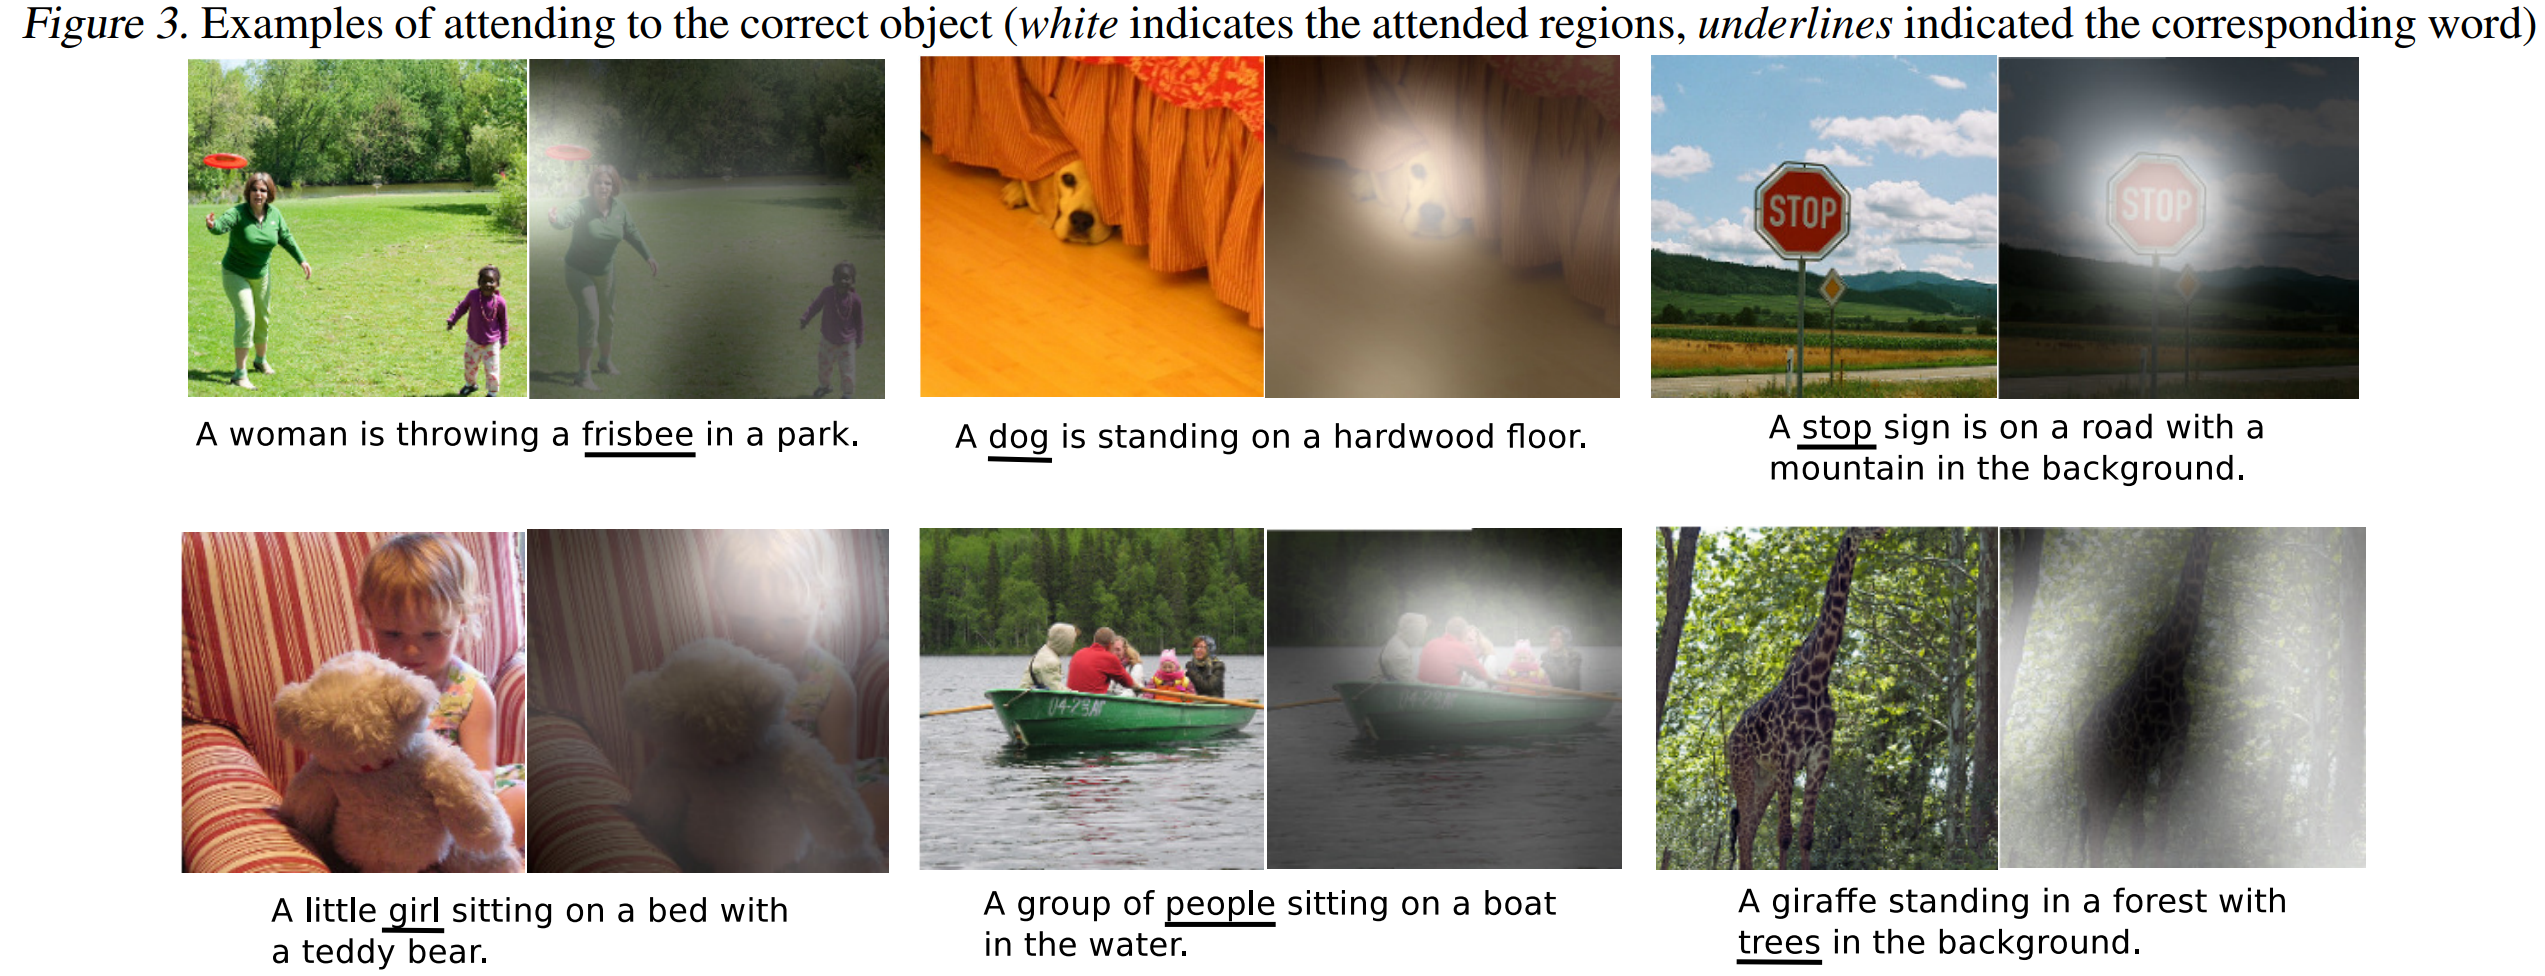 Figure 3. Examples of attending to the correct object (white indicates the attended regions, underlines indicated the corresponding word)
STOP
STOP
A woman is throwing a frisbee in a park.
A dog is standing on a hardwood floor.
A stop sign is on a road with a
mountain in the background.
A little girl sitting on a bed with
a teddy bear.
A group of people sitting on a boat
in the water.
A giraffe standing in a forest with
trees in the background.